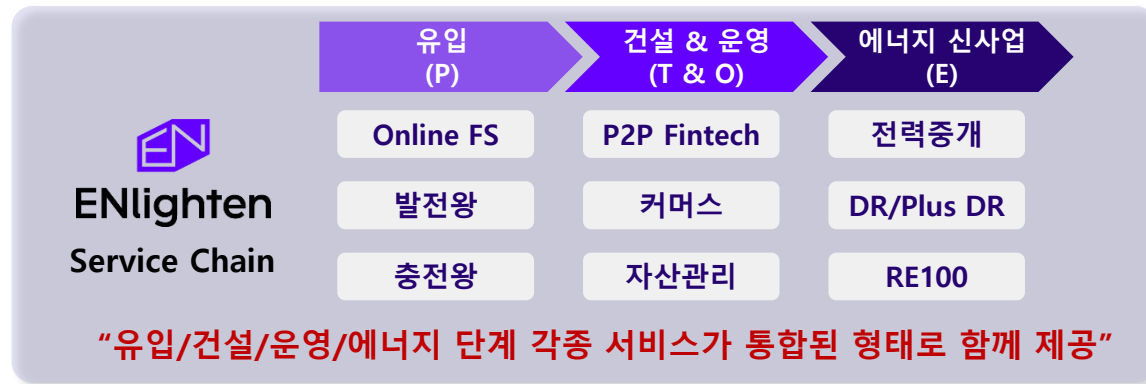 유입
(P)
건설 & 운영
(T & O)
에너지 신사업
(E)
EN
ENlighten
Service Chain
Online FS
P2P Fintech
전력중개
발전왕
커머스
DR/Plus DR
충전왕
자산관리
RE100
“유입/건설/운영/에너지 단계 각종 서비스가 통합된 형태로 함께 제공”